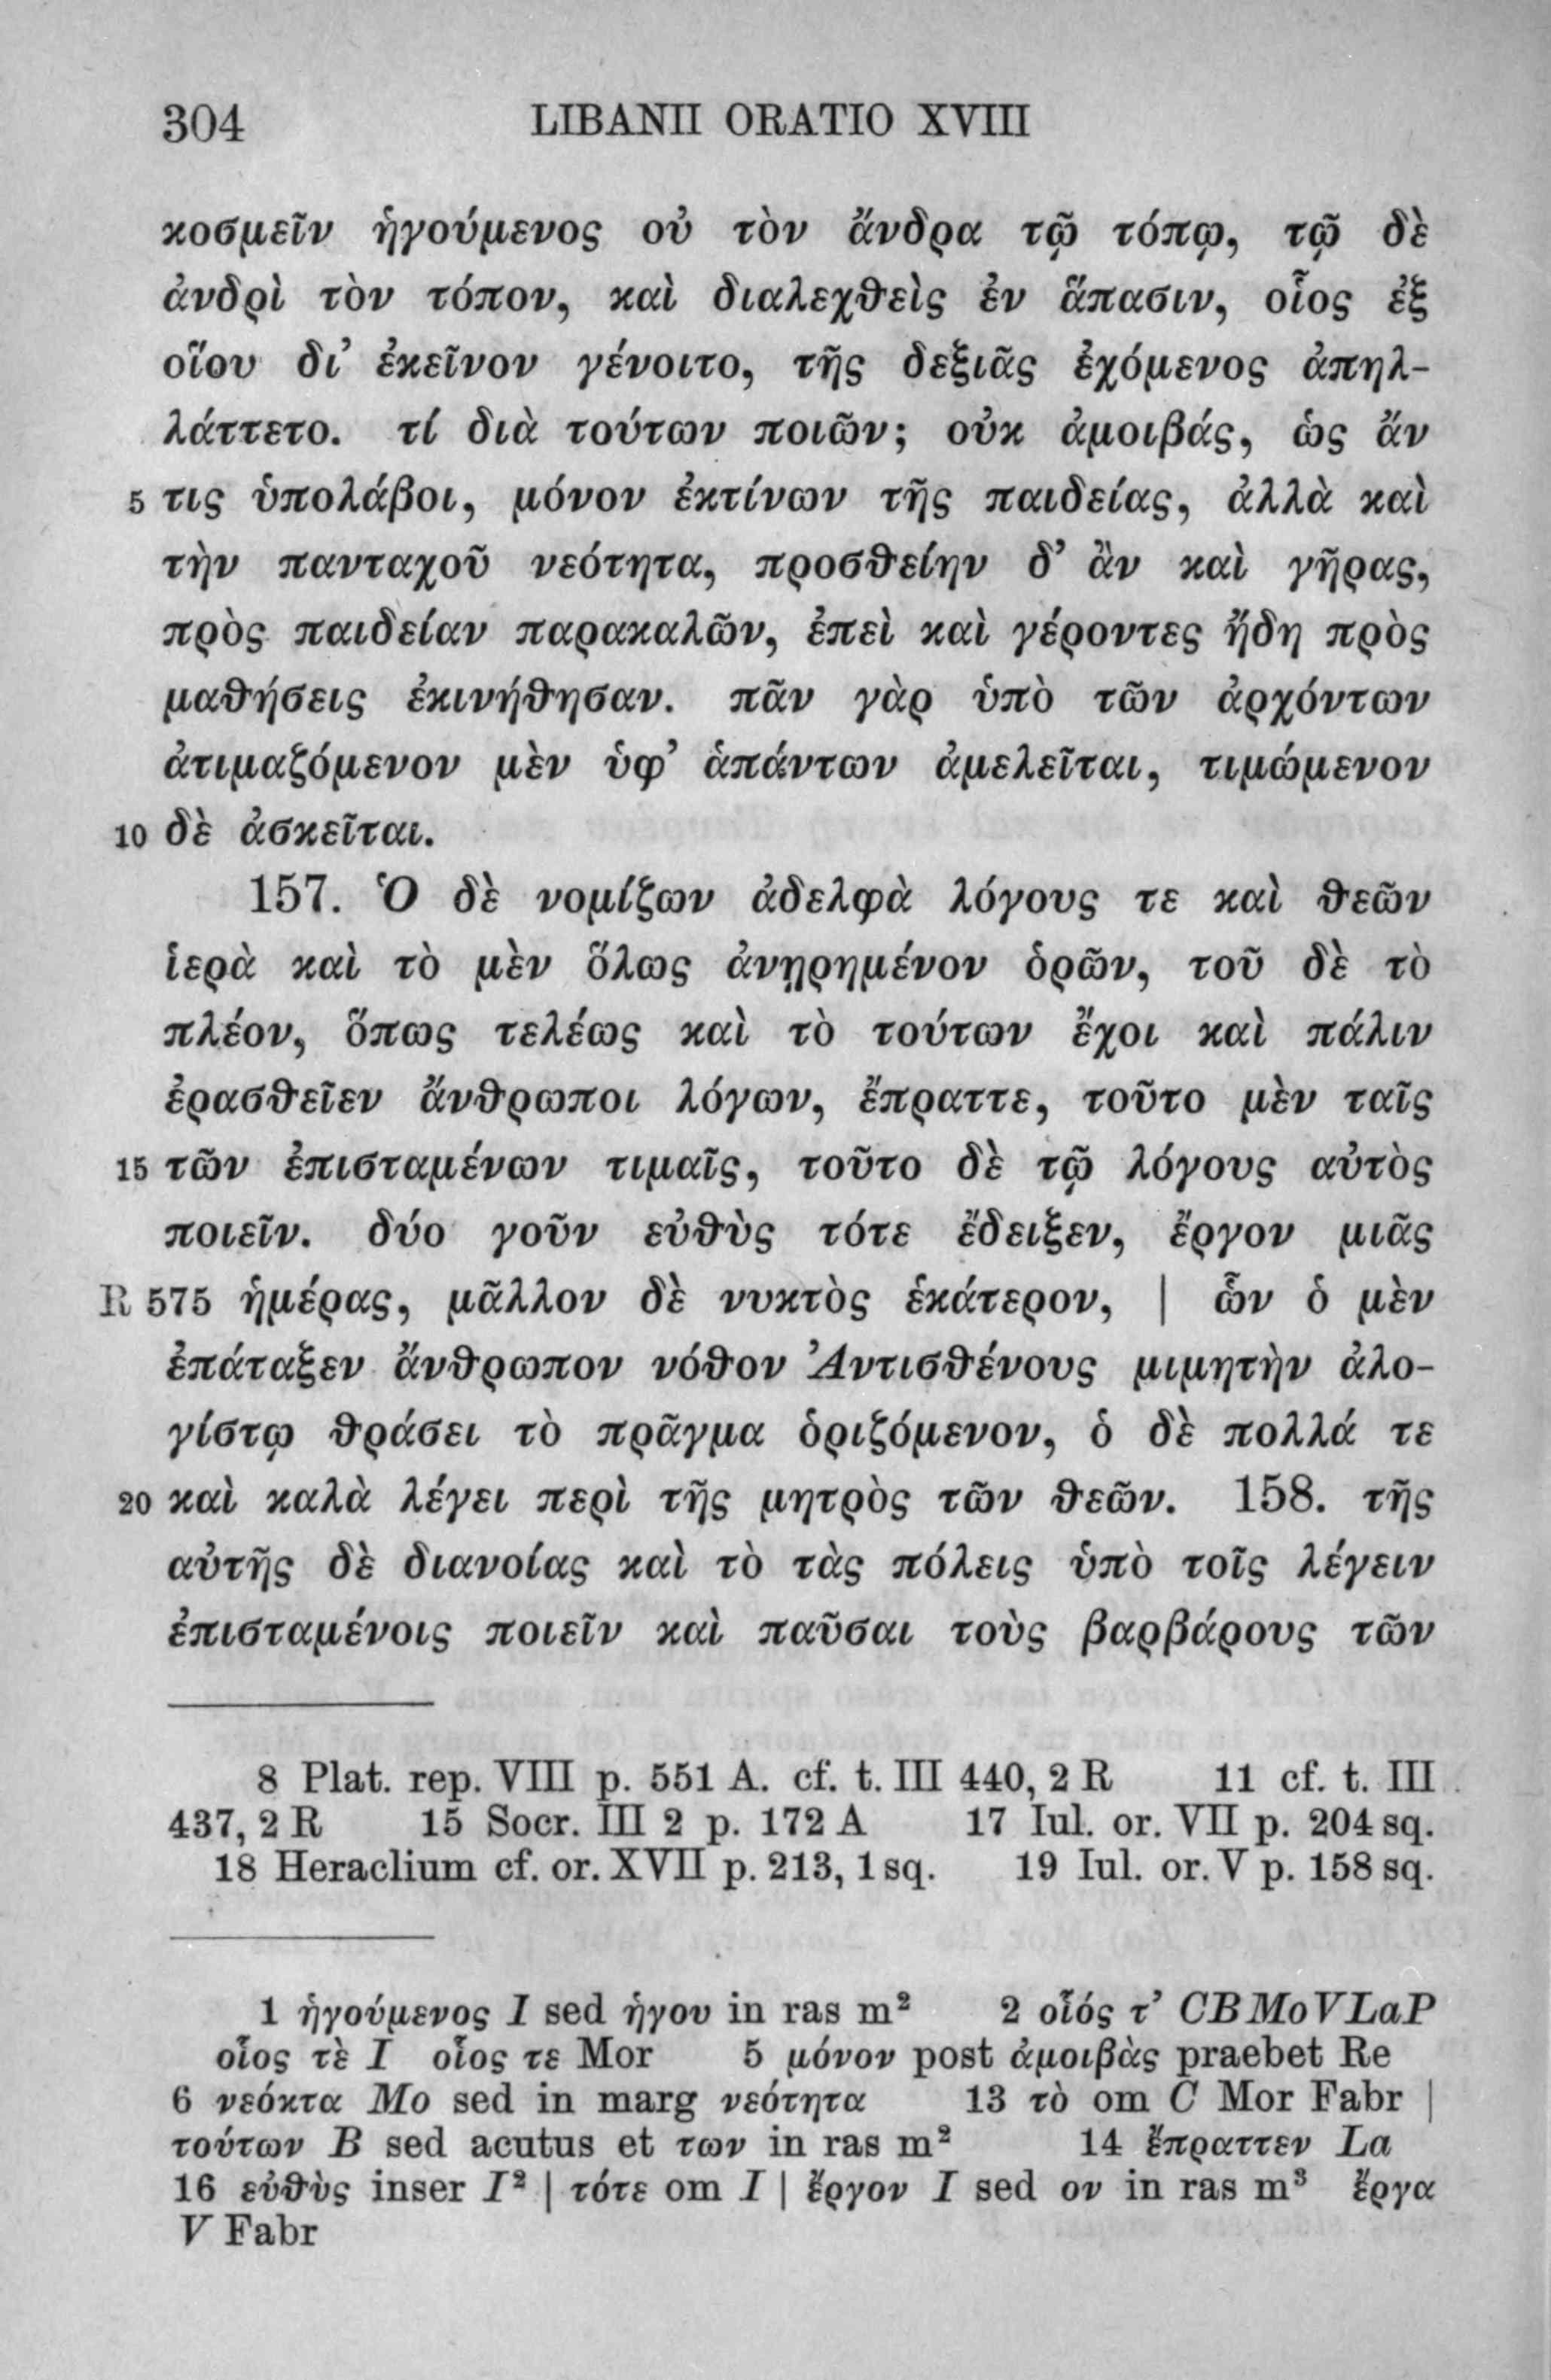 304 LIBANII ORATIO XVIII
κοσμεῖν ἡγούμενος οὐ τὸν ἄνδρα τῷ τόπῳ, τῷ δὲ
ἀνδρὶ τὸν τόπον, καὶ διαλεχθεὶς ἐν ἅπασιν, οἷος ἐξ
οἵου δι’ ἐκεῖνον γένοιτο, τῆς δεξιᾶς ἐχόμενος ἀπηλ-
λάττετο. τί διὰ τούτων ποιῶν; οὐκ ἀμοιβάς, ὡς ἄν
5 τις ὑπολάβοι, μόνον ἐκτίνων τῆς παιδείας, ἀλλὰ καὶ
τὴν πανταχοῦ νεότητα, προσθείην δ’ ἂν καὶ γῆρας,
πρὸς παιδείαν παρακαλῶν, ἐπεὶ καὶ γέροντες ἤδη πρὸς
μαθήσεις ἐκινήθησαν. πᾶν γὰρ ὑπὸ τῶν ἀρχόντων
ἀτιμαζόμενον μὲν ὑφ’ ἁπάντων ἀμελεῖται, τιμώμενον
10 δὲ ἀσκεῖται.
157. Ὁ δὲ νομίζων ἀδελφὰ λόγους τε καὶ θεῶν
ἱερὰ καὶ τὸ μὲν ὅλως ἀνῃρημένον ὁρῶν, τοῦ δὲ τὸ
πλέον, ὅπως τελέως καὶ τὸ τούτων ἔχοι καὶ πάλιν
ἐρασθεῖεν ἄνθρωποι λόγων, ἔπραττε, τοῦτο μὲν ταῖς
15 τῶν ἐπισταμένων τιμαῖς, τοῦτο δὲ τῷ λόγους αὐτὸς
ποιεῖν. δύο γοῦν εὐθὺς τότε ἔδειξεν, ἔργον μιᾶς
R 575 ἡμέρας, μᾶλλον δὲ νυκτὸς ἑκάτερον, | ὧν ὁ μὲν
ἐπάταξεν ἄνθρωπον νόθον Ἀντισθένους μιμητὴν ἀλο-
γίστῳ θράσει τὸ πρᾶγμα ὁριζόμενον, ὁ δὲ πολλά τε
20 καὶ καλὰ λέγει περὶ τῆς μητρὸς τῶν θεῶν. 158. τῆς
αὐτῆς δὲ διανοίας καὶ τὸ τὰς πόλεις ὑπὸ τοῖς λέγειν
ἐπισταμένοις ποιεῖν καὶ παῦσαι τοὺς βαρβάρους τῶν
8 Plat. rep. VIII p. 551 A. cf. t. III 440, 2 R 11 cf. t. III
437, 2 R 15 Socr. III 2 p. 172 A 17 Iul. or. VII p. 204 sq.
18 Heraclium cf. or. XVII p. 213, 1 sq. 19 Iul. or. V p. 158 sq.
1 ἡγούμενος I sed ἡγου in ras m² 2 οἷός τ’ CBMoVLaP
οἷος τὲ I οἷος τε Mor 5 μόνον post ἀμοιβὰς praebet Re
6 νεόκτα Mo sed in marg νεότητα 13 τὸ om C Mor Fabr |
τούτων B sed acutus et των in ras m² 14 ἔπραττεν La
16 εὐθὺς inser I² | τότε om I | ἔργον I sed ον in ras m³ ἔργα
V Fabr